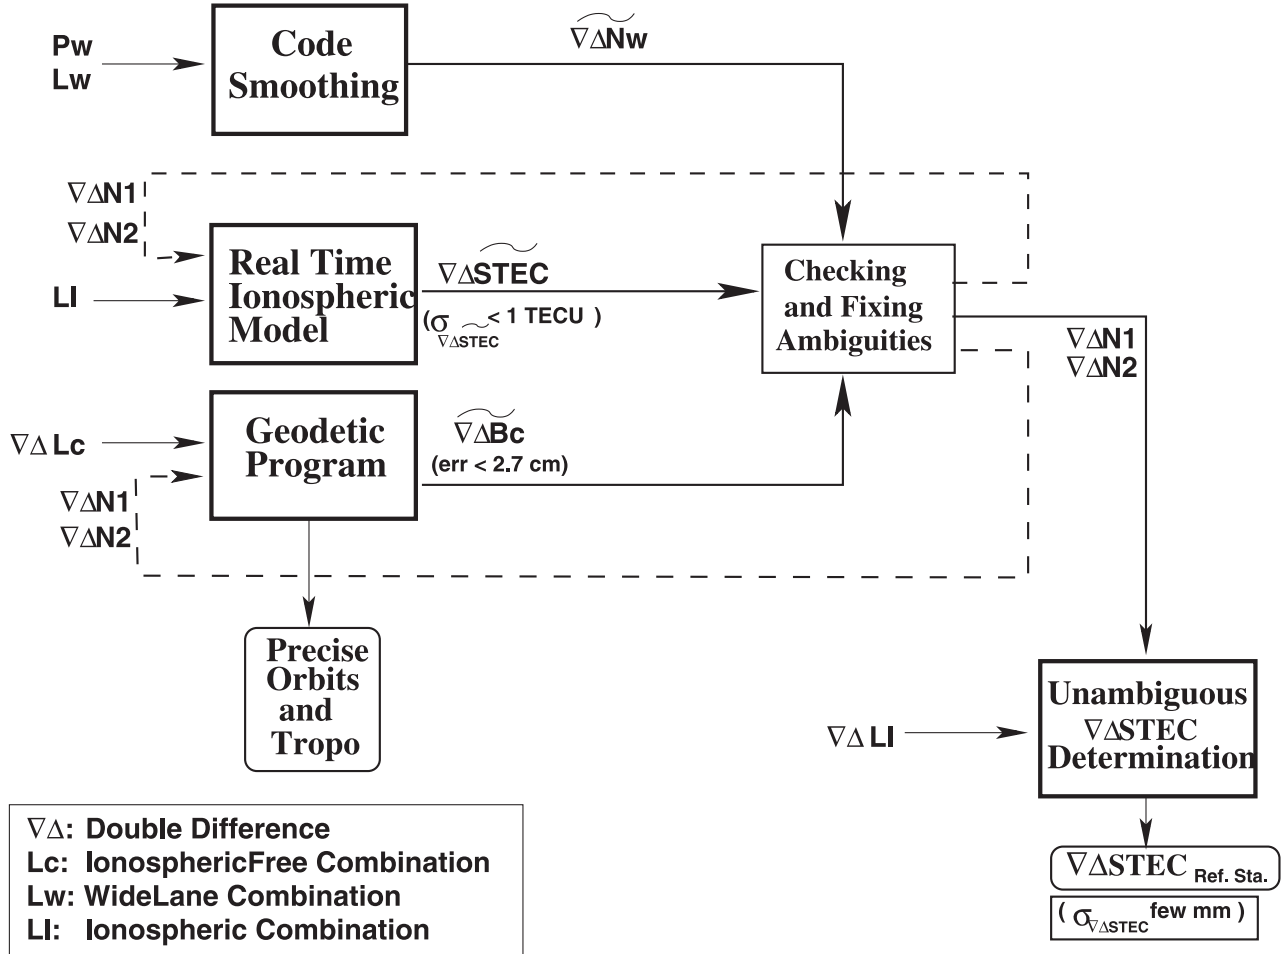 Pw
Lw
Code
Smoothing
∇ΔNw
∇ΔN1
∇ΔN2
LI
Real Time
Ionospheric
Model
∇ΔSTEC
(σ∇ΔSTEC < 1 TECU )
Checking
and Fixing
Ambiguities
∇ΔN1
∇ΔN2
∇Δ Lc
∇ΔN1
∇ΔN2
Geodetic
Program
∇ΔBc
(err < 2.7 cm)
Precise
Orbits
and
Tropo
∇Δ LI
Unambiguous
∇ΔSTEC
Determination
∇ΔSTEC Ref. Sta.
( σ∇ΔSTEC few mm )
∇Δ: Double Difference
Lc: IonosphericFree Combination
Lw: WideLane Combination
LI: Ionospheric Combination